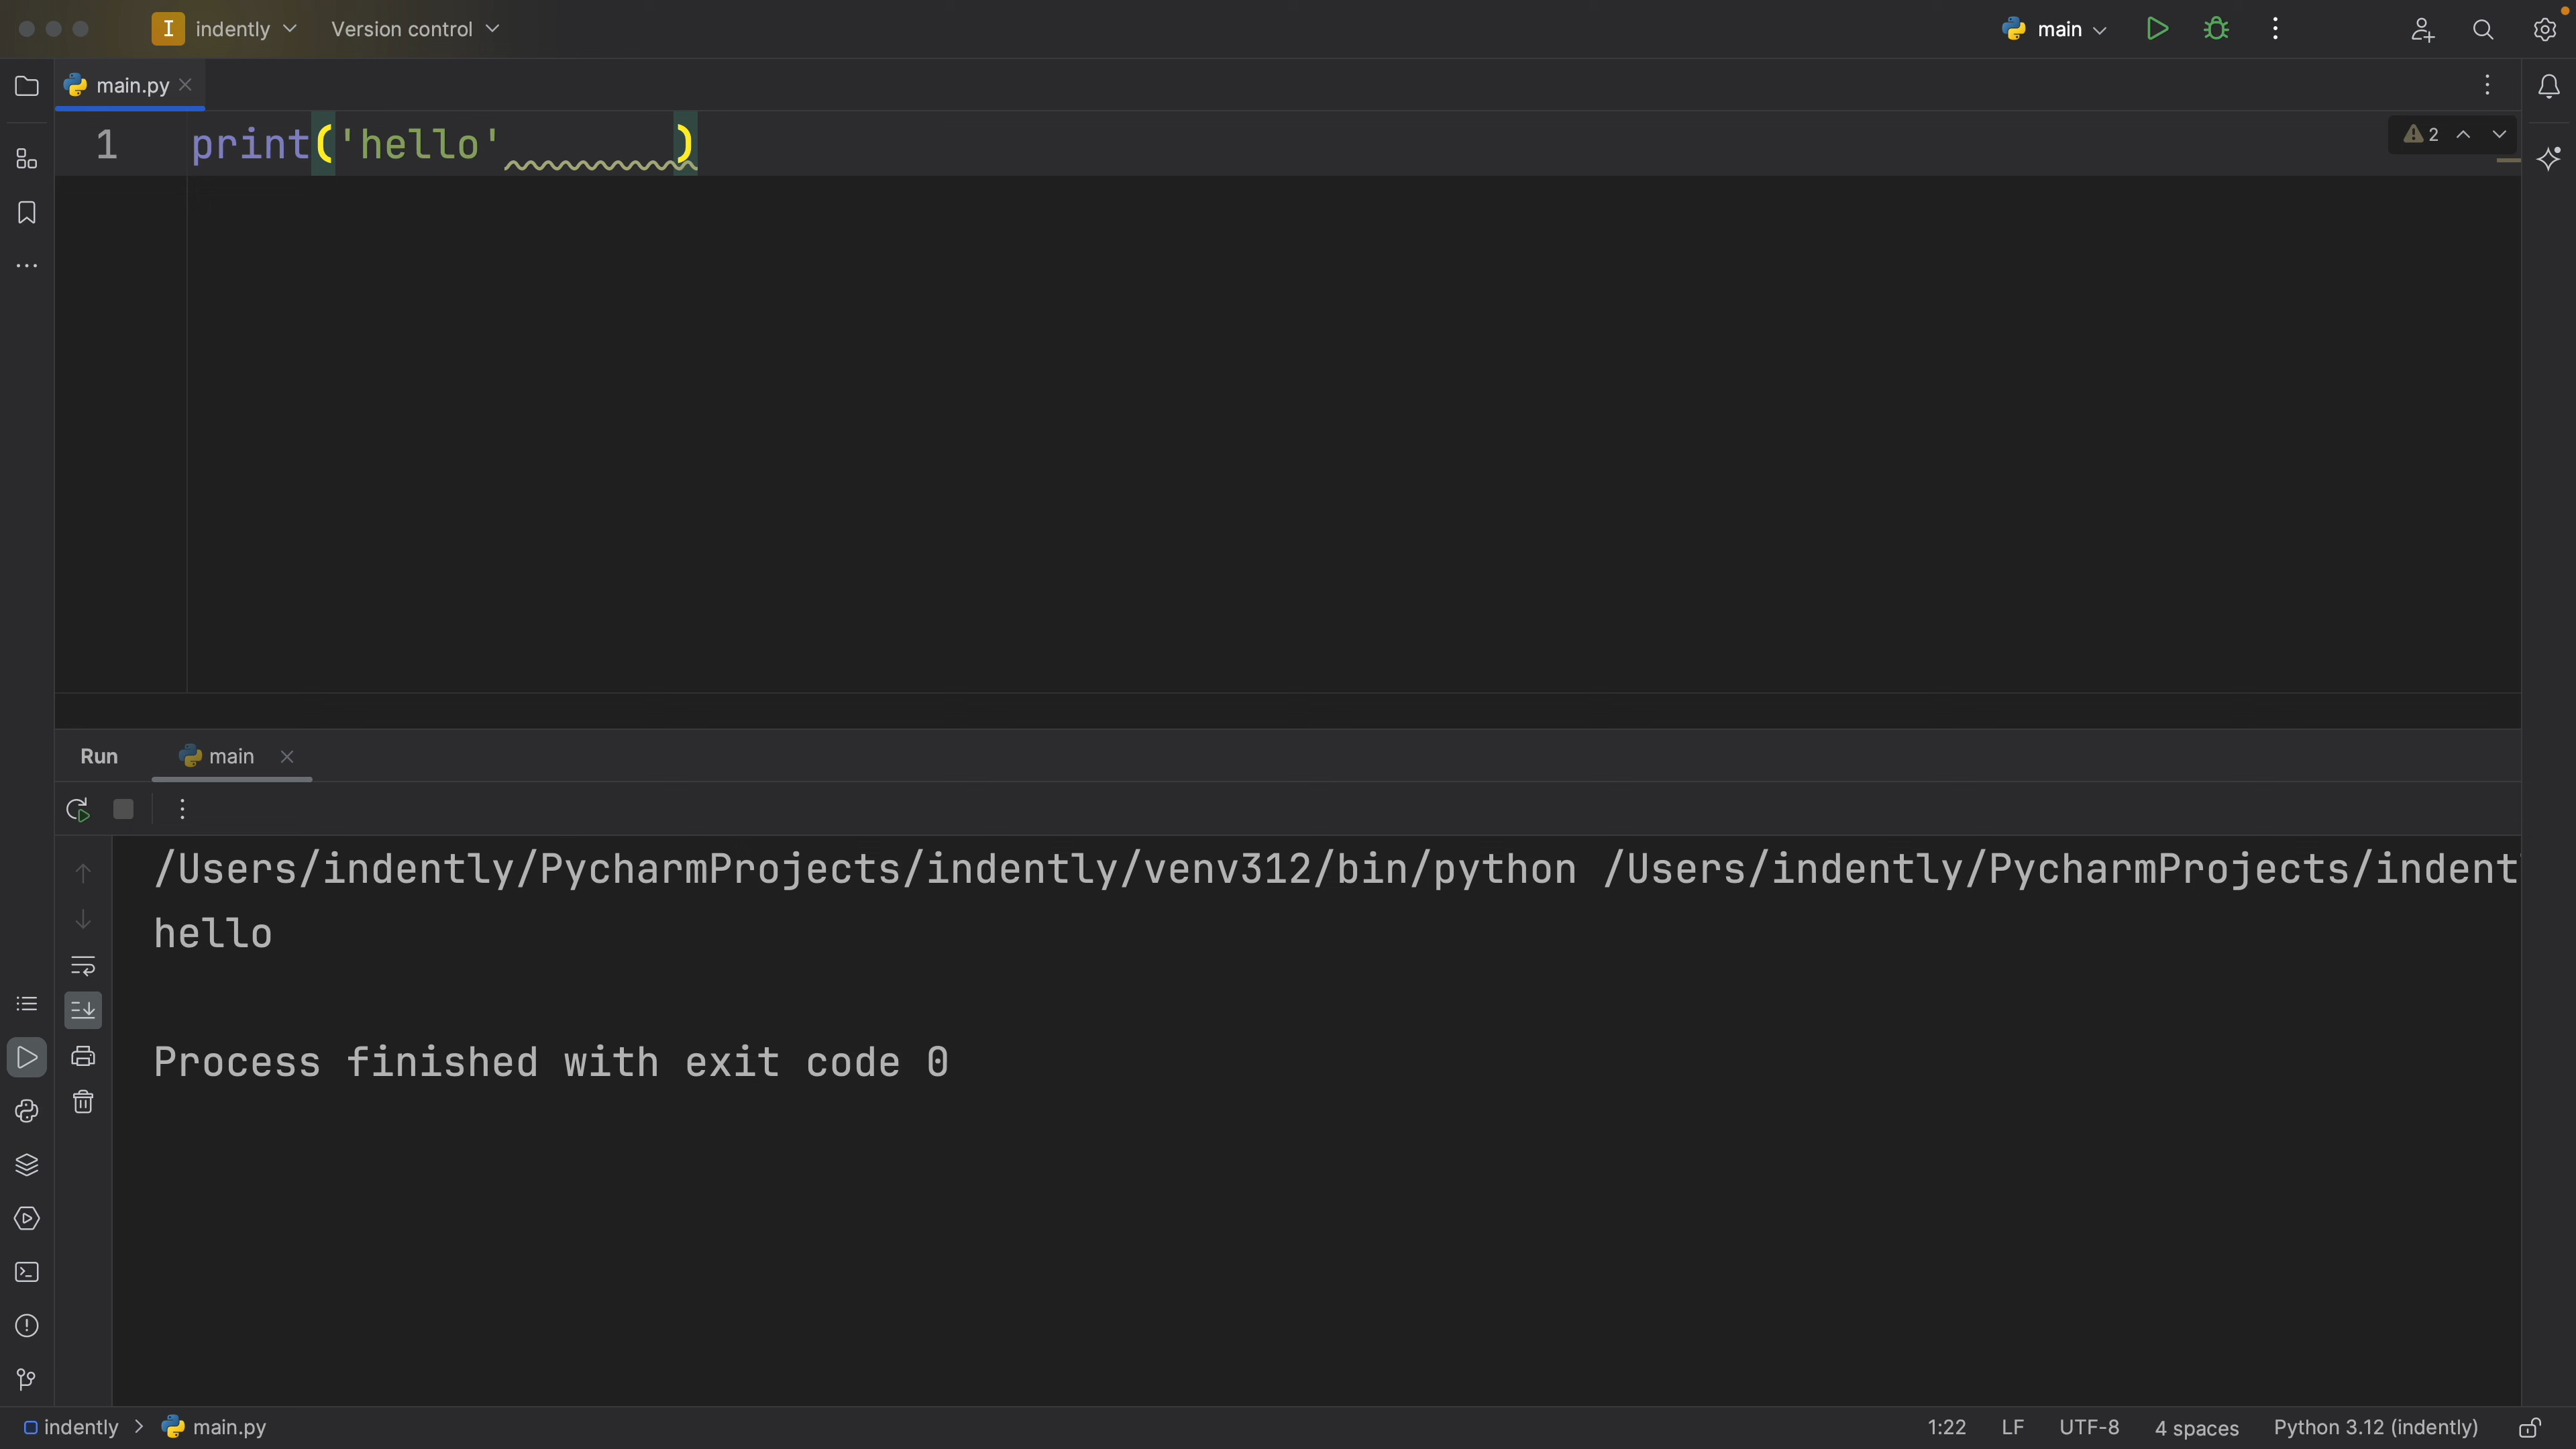 I indently Version control main
main.py
2
1 print('hello'       )
Run main
/Users/indently/PycharmProjects/indently/venv312/bin/python /Users/indently/PycharmProjects/indent
hello
Process finished with exit code 0
indently > main.py 1:22 LF UTF-8 4 spaces Python 3.12 (indently)